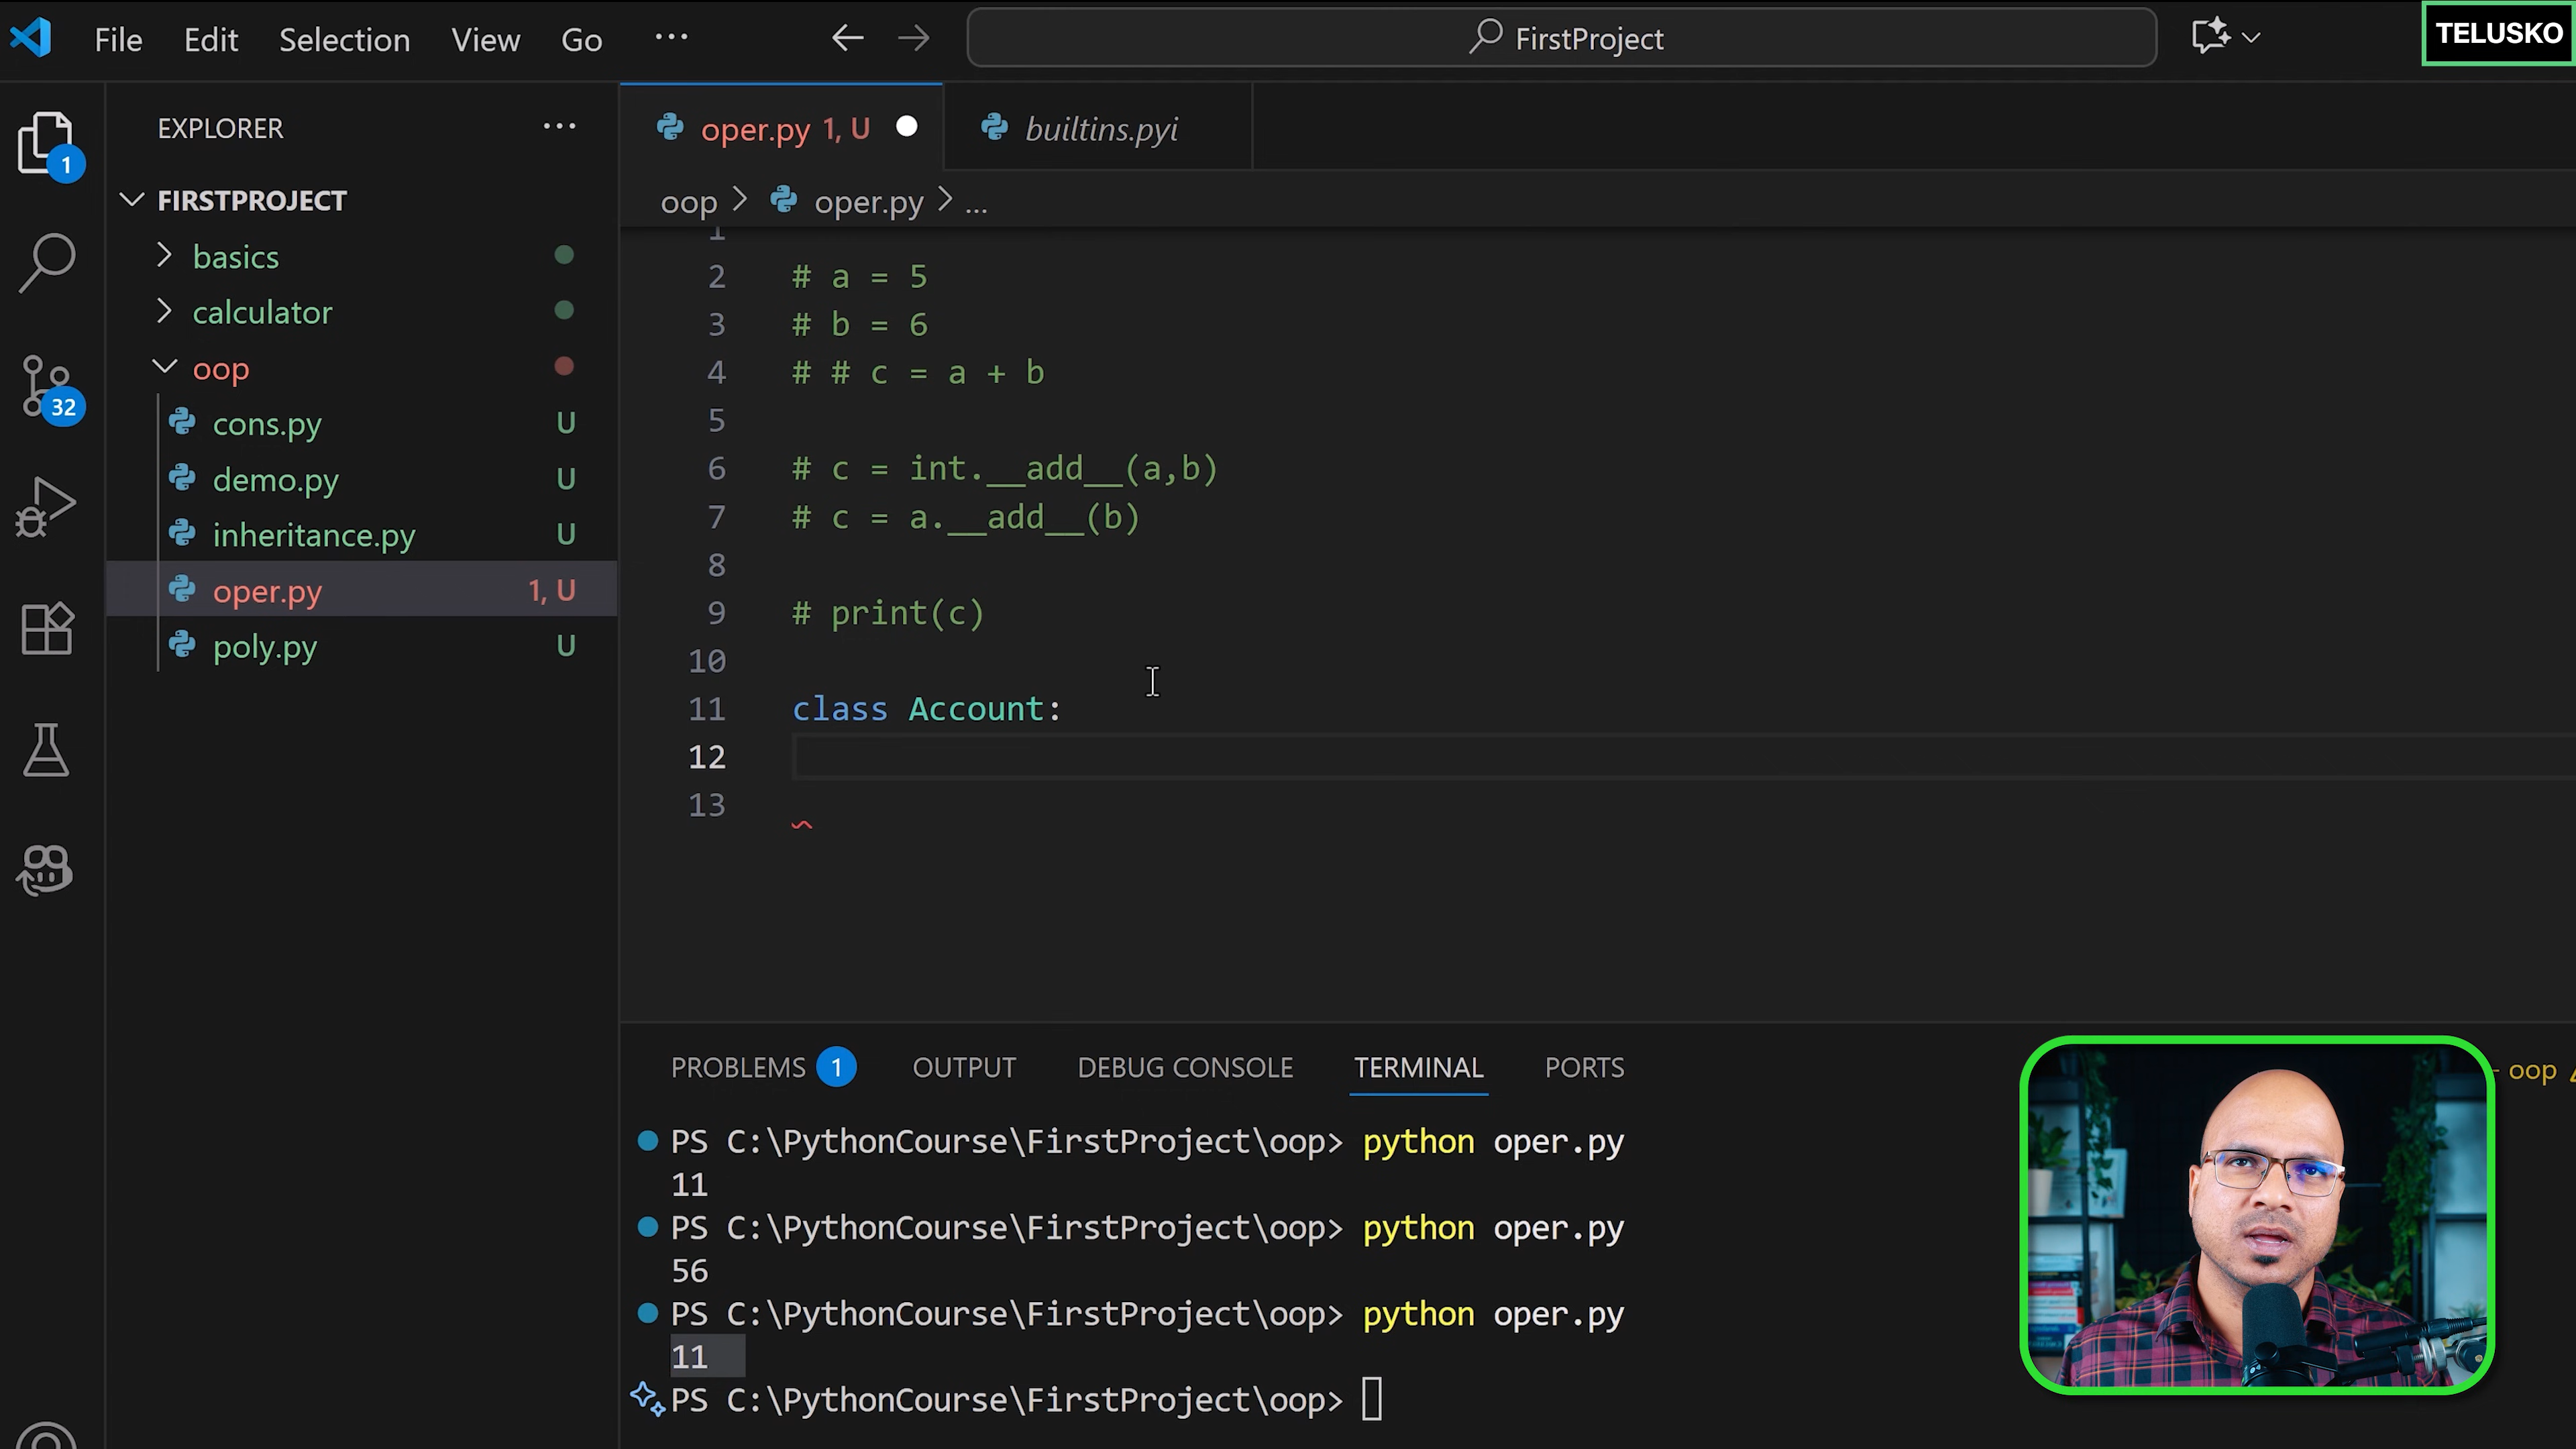 File Edit Selection View Go ... FirstProject TELUSKO
EXPLORER ...
1
FIRSTPROJECT
basics
calculator
oop
32
cons.py U
demo.py U
inheritance.py U
oper.py 1, U
poly.py U
oper.py 1, U builtins.pyi
oop > oper.py > ...
1
2 # a = 5
3 # b = 6
4 # # c = a + b
5
6 # c = int.__add__(a,b)
7 # c = a.__add__(b)
8
9 # print(c)
10
11 class Account:
12
13
PROBLEMS 1 OUTPUT DEBUG CONSOLE TERMINAL PORTS
oop
PS C:\PythonCourse\FirstProject\oop> python oper.py
11
PS C:\PythonCourse\FirstProject\oop> python oper.py
56
PS C:\PythonCourse\FirstProject\oop> python oper.py
11
PS C:\PythonCourse\FirstProject\oop>